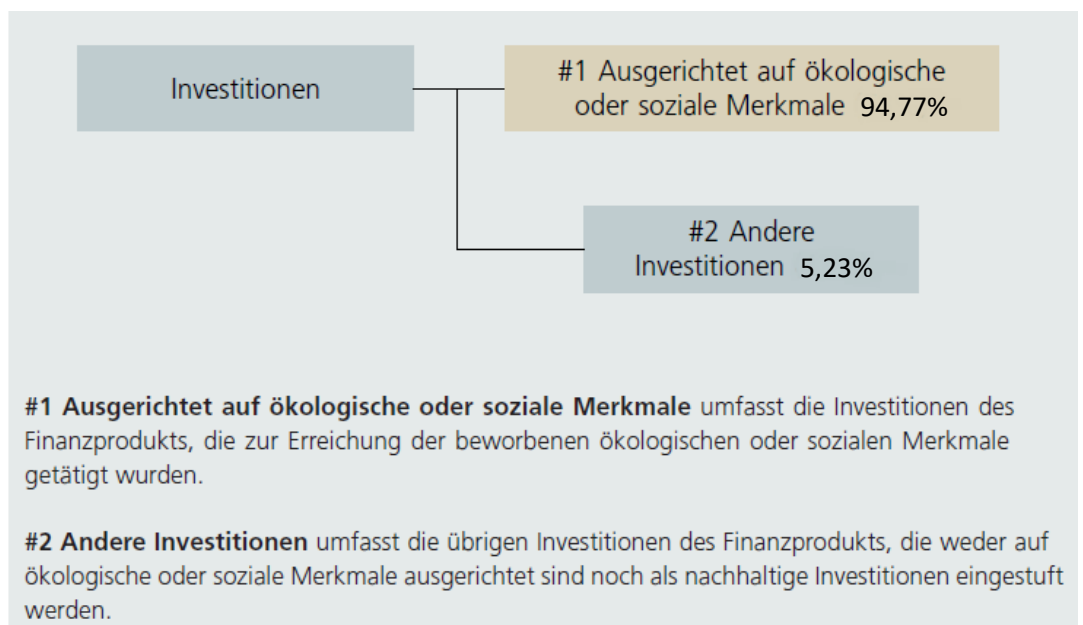 Investitionen
#1 Ausgerichtet auf ökologische
oder soziale Merkmale 94,77%
#2 Andere
Investitionen 5,23%
#1 Ausgerichtet auf ökologische oder soziale Merkmale umfasst die Investitionen des
Finanzprodukts, die zur Erreichung der beworbenen ökologischen oder sozialen Merkmale
getätigt wurden.
#2 Andere Investitionen umfasst die übrigen Investitionen des Finanzprodukts, die weder auf
ökologische oder soziale Merkmale ausgerichtet sind noch als nachhaltige Investitionen eingestuft
werden.